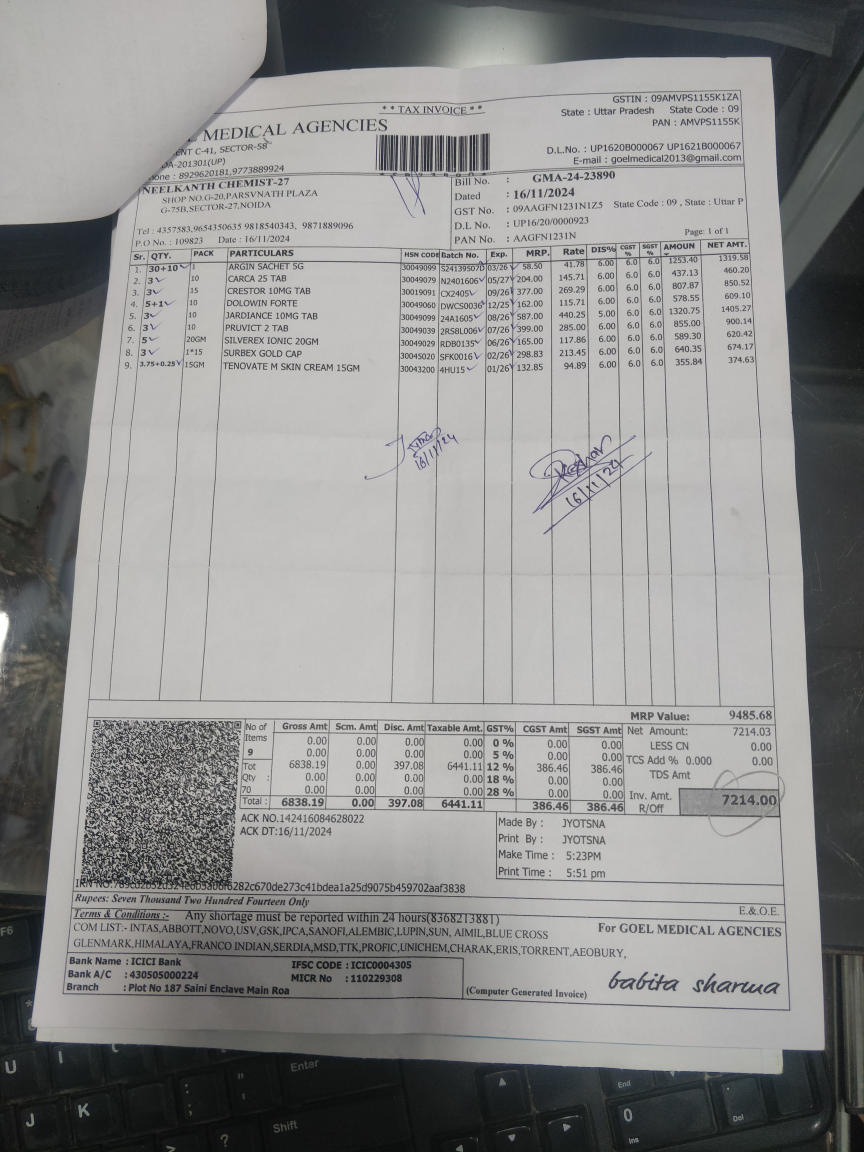 * * TAX INVOICE * *
GSTIN : 09AMVPS1155K1ZA
State : Uttar Pradesh State Code : 09
PAN : AMVPS1155K
MEDICAL AGENCIES
C-41, SECTOR-58
201301(UP)
: 8929620181,9773889924
D.L.No. : UP1620B000067 UP1621B000067
E-mail : goelmedical2013@gmail.com
NEELKANTH CHEMIST-27
SHOP NO.G-20,PARSVNATH PLAZA
G-75B,SECTOR-27,NOIDA
Tel : 4357583,9654350635 9818540343, 9871889096
P.O No. : 109823 Date : 16/11/2024
Bill No. : GMA-24-23890
Dated : 16/11/2024
GST No. : 09AAGFN1231N1Z5 State Code : 09 , State : Uttar P
D.L No. : UP16/20/0000923
PAN No. : AAGFN1231N Page: 1 of 1
Sr. QTY. PACK PARTICULARS HSN CODE Batch No. Exp. MRP. Rate DIS% CGST % SGST % AMOUN NET AMT.
1. 30+10 1 ARGIN SACHET 5G 30049099 S24139507D 03/26 58.50 41.78 6.00 6.0 6.0 1253.40 1319.58
2. 3 10 CARCA 25 TAB 30049079 N2401606 05/27 204.00 145.71 6.00 6.0 6.0 437.13 460.20
3. 3 15 CRESTOR 10MG TAB 30019091 CX2405 09/26 377.00 269.29 6.00 6.0 6.0 807.87 850.52
4. 5+1 10 DOLOWIN FORTE 30049060 DWCS0036 12/25 162.00 115.71 6.00 6.0 6.0 578.55 609.10
5. 3 10 JARDIANCE 10MG TAB 30049099 24A1605 08/26 587.00 440.25 5.00 6.0 6.0 1320.75 1405.27
6. 3 10 PRUVICT 2 TAB 30049039 2RS8L006 07/26 399.00 285.00 6.00 6.0 6.0 855.00 900.14
7. 5 20GM SILVEREX IONIC 20GM 30049029 RDB0135 06/26 165.00 117.86 6.00 6.0 6.0 589.30 620.42
8. 3 1*15 SURBEX GOLD CAP 30045020 SFK0016 02/26 298.83 213.45 6.00 6.0 6.0 640.35 674.17
9. 3.75+0.25 15GM TENOVATE M SKIN CREAM 15GM 30043200 4HU15 01/26 132.85 94.89 6.00 6.0 6.0 355.84 374.63
16/11/24
16/11/24
MRP Value: 9485.68
No of Items 9 Tot Qty : 70
Gross Amt Scm. Amt Disc. Amt Taxable Amt. GST% CGST Amt SGST Amt
0.00 0.00 0.00 0.00 0 % 0.00 0.00
0.00 0.00 0.00 0.00 5 % 0.00 0.00
6838.19 0.00 397.08 6441.11 12 % 386.46 386.46
0.00 0.00 0.00 0.00 18 % 0.00 0.00
0.00 0.00 0.00 0.00 28 % 0.00 0.00
Total : 6838.19 0.00 397.08 6441.11 386.46 386.46
Net Amount: 7214.03
LESS CN 0.00
TCS Add % 0.000 0.00
TDS Amt
Inv. Amt. R/Off 7214.00
ACK NO.142416084628022
ACK DT:16/11/2024
Made By : JYOTSNA
Print By : JYOTSNA
Make Time : 5:23PM
Print Time : 5:51 pm
Rupees: Seven Thousand Two Hundred Fourteen Only
E.&.O.E.
Terms & Conditions :- Any shortage must be reported within 24 hours(8368213881)
COM LIST:- INTAS,ABBOTT,NOVO,USV,GSK,IPCA,SANOFI,ALEMBIC,LUPIN,SUN, AIMIL,BLUE CROSS
GLENMARK,HIMALAYA,FRANCO INDIAN,SERDIA,MSD,TTK,PROFIC,UNICHEM,CHARAK,ERIS,TORRENT,AEOBURY,
For GOEL MEDICAL AGENCIES
Bank Name : ICICI Bank IFSC CODE : ICIC0004305
Bank A/C : 430505000224 MICR No : 110229308
Branch : Plot No 187 Saini Enclave Main Roa
(Computer Generated Invoice)
babita sharma
F6
U
I
J
K
Enter
Shift
?
End
0
Ins
Del